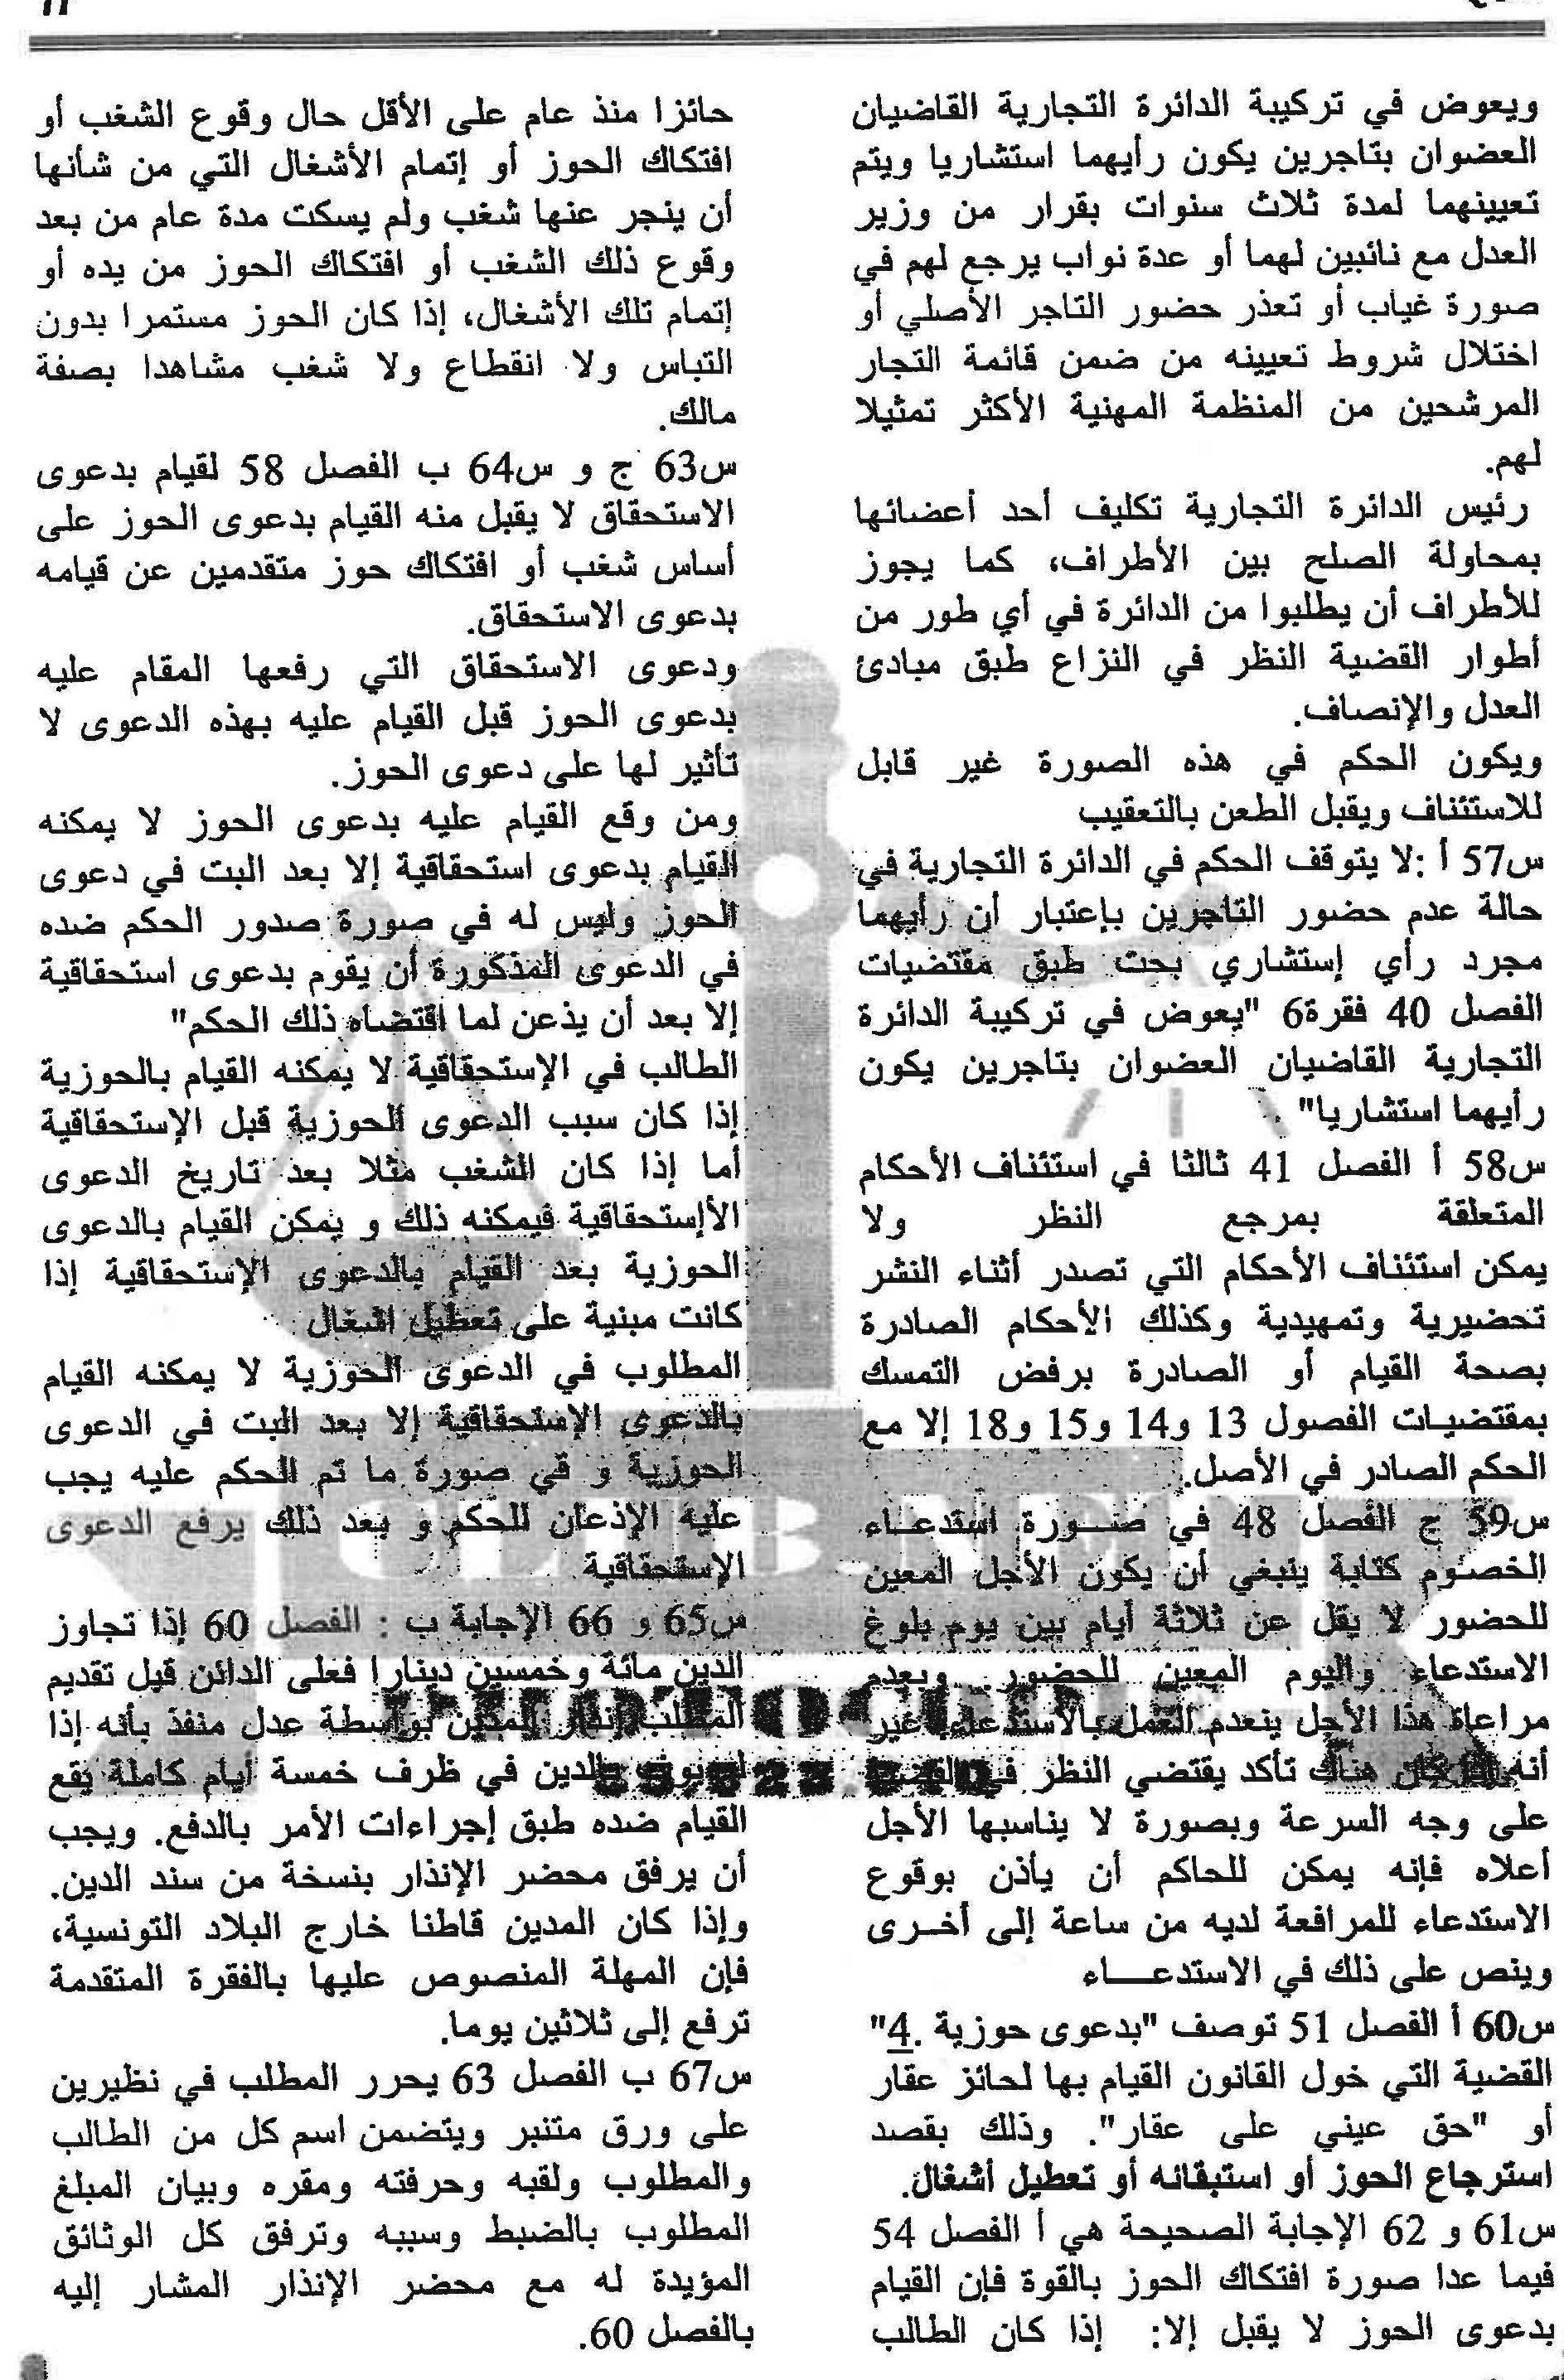 11
ويعوض في تركيبة الدائرة التجارية القاضيان
العضوان بتاجرين يكون رأيهما استشاريا ويتم
تعيينهما لمدة ثلاث سنوات بقرار من وزير
العدل مع نائبين لهما أو عدة نواب يرجع لهم في
صورة غياب أو تعذر حضور التاجر الأصلي أو
اختلال شروط تعيينه من ضمن قائمة التجار
المرشحين من المنظمة المهنية الأكثر تمثيلا
لهم.
رئيس الدائرة التجارية تكليف أحد أعضائها
بمحاولة الصلح بين الأطراف، كما يجوز
للأطراف أن يطلبوا من الدائرة في أي طور من
أطوار القضية النظر في النزاع طبق مبادئ
العدل والإنصاف.
ويكون الحكم في هذه الصورة غير قابل
للاستئناف ويقبل الطعن بالتعقيب
س57 أ :لا يتوقف الحكم في الدائرة التجارية في
حالة عدم حضور التاجرين بإعتبار أن رأيهما
مجرد رأي إستشاري بحت طبق مقتضيات
الفصل 40 فقرة6 "يعوض في تركيبة الدائرة
التجارية القاضيان العضوان بتاجرين يكون
رأيهما استشاريا" .
س58 أ الفصل 41 ثالثا في استئناف الأحكام
المتعلقة بمرجع النظر ولا
يمكن استئناف الأحكام التي تصدر أثناء النشر
تحضيرية وتمهيدية وكذلك الأحكام الصادرة
بصحة القيام أو الصادرة برفض التمسك
بمقتضيات الفصول 13 و14 و15 و18 إلا مع
الحكم الصادر في الأصل.
س59 ج الفصل 48 في صـورة استدعـاء
الخصوم كتابة ينبغي أن يكون الأجل المعين
للحضور لا يقل عن ثلاثة أيام بين يوم بلوغ
الاستدعاء واليوم المعين للحضور وبعدم
مراعاة هذا الأجل ينعدم العمل بالاستدعاء غير
أنه كان هناك تأكد يقتضي النظر في
على وجه السرعة وبصورة لا يناسبها الأجل
أعلاه فإنه يمكن للحاكم أن يأذن بوقوع
الاستدعاء للمرافعة لديه من ساعة إلى أخـرى
وينص على ذلك في الاستدعــاء
س60 أ الفصل 51 توصف "بدعوى حوزية .4"
القضية التي خول القانون القيام بها لحائز عقار
أو "حق عيني على عقار". وذلك بقصد
استرجاع الحوز أو استبقائه أو تعطيل أشغال.
س61 و 62 الإجابة الصحيحة هي أ الفصل 54
فيما عدا صورة افتكاك الحوز بالقوة فإن القيام
بدعوى الحوز لا يقبل إلا: إذا كان الطالب
حائزا منذ عام على الأقل حال وقوع الشغب أو
افتكاك الحوز أو إتمام الأشغال التي من شأنها
أن ينجر عنها شغب ولم يسكت مدة عام من بعد
وقوع ذلك الشغب أو افتكاك الحوز من يده أو
إتمام تلك الأشغال، إذا كان الحوز مستمرا بدون
التباس ولا انقطاع ولا شغب مشاهدا بصفة
مالك.
س63 ج و س64 ب الفصل 58 لقيام بدعوى
الاستحقاق لا يقبل منه القيام بدعوى الحوز على
أساس شغب أو افتكاك حوز متقدمين عن قيامه
بدعوى الاستحقاق.
ودعوى الاستحقاق التي رفعها المقام عليه
بدعوى الحوز قبل القيام عليه بهذه الدعوى لا
تأثير لها على دعوى الحوز.
ومن وقع القيام عليه بدعوى الحوز لا يمكنه
القيام بدعوى استحقاقية إلا بعد البت في دعوى
الحوز وليس له في صورة صدور الحكم ضده
في الدعوى المذكورة أن يقوم بدعوى استحقاقية
إلا بعد أن يذعن لما اقتضاه ذلك الحكم"
الطالب في الإستحقاقية لا يمكنه القيام بالحوزية
إذا كان سبب الدعوى الحوزية قبل الإستحقاقية
أما إذا كان الشغب مثلا بعد تاريخ الدعوى
الأإستحقاقية فيمكنه ذلك و يمكن القيام بالدعوى
الحوزية بعد القيام بالدعوى الإستحقاقية إذا
كانت مبنية على تعطيل اشغال
المطلوب في الدعوى الحوزية لا يمكنه القيام
بالدعوى الإستحقاقية إلا بعد البت في الدعوى
الحوزية و في صورة ما تم الحكم عليه يجب
عليه الإذعان للحكم و بعد ذلك يرفع الدعوى
الإستحقاقية
س65 و 66 الإجابة ب : الفصل 60 إذا تجاوز
الدين مائة وخمسين دينارا فعلى الدائن قبل تقديم
المطلب إنذار المدين بواسطة عدل منفذ بأنه إذا
لم يوف بالدين في ظرف خمسة أيام كاملة يقع
القيام ضده طبق إجراءات الأمر بالدفع. ويجب
أن يرفق محضر الإنذار بنسخة من سند الدين.
وإذا كان المدين قاطنا خارج البلاد التونسية،
فإن المهلة المنصوص عليها بالفقرة المتقدمة
ترفع إلى ثلاثين يوما.
س67 ب الفصل 63 يحرر المطلب في نظيرين
على ورق متنبر ويتضمن اسم كل من الطالب
والمطلوب ولقبه وحرفته ومقره وبيان المبلغ
المطلوب بالضبط وسببه وترفق كل الوثائق
المؤيدة له مع محضر الإنذار المشار إليه
بالفصل 60.